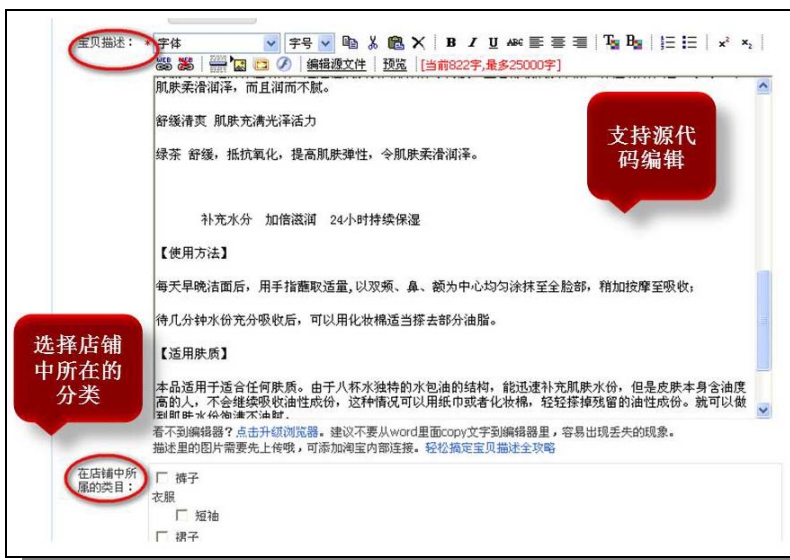 宝贝描述：
* 字体 字号 B I U ABC x² x₂
编辑源文件 预览 [当前822字,最多25000字]
肌肤柔滑润泽，而且润而不腻。
舒缓清爽 肌肤充满光泽活力
绿茶 舒缓，抵抗氧化，提高肌肤弹性，令肌肤柔滑润泽。
支持源代
码编辑
补充水分 加倍滋润 24小时持续保湿
【使用方法】
每天早晚洁面后，用手指蘸取适量,以双颊、鼻、额为中心均匀涂抹至全脸部，稍加按摩至吸收;
待几分钟水份充分吸收后，可以用化妆棉适当搽去部分油脂。
选择店铺
中所在的
分类
【适用肤质】
本品适用于适合任何肤质。由于八杯水独特的水包油的结构，能迅速补充肌肤水份，但是皮肤本身含油度
高的人，不会继续吸收油性成份，这种情况可以用纸巾或者化妆棉，轻轻搽掉残留的油性成份。就可以做
到肌肤水份饱满不油腻。
看不到编辑器？点击升级浏览器。建议不要从word里面copy文字到编辑器里，容易出现丢失的现象。
描述里的图片需要先上传哦，可添加淘宝内部连接。轻松搞定宝贝描述全攻略
在店铺中所
属的类目：
裤子
衣服
短袖
裙子